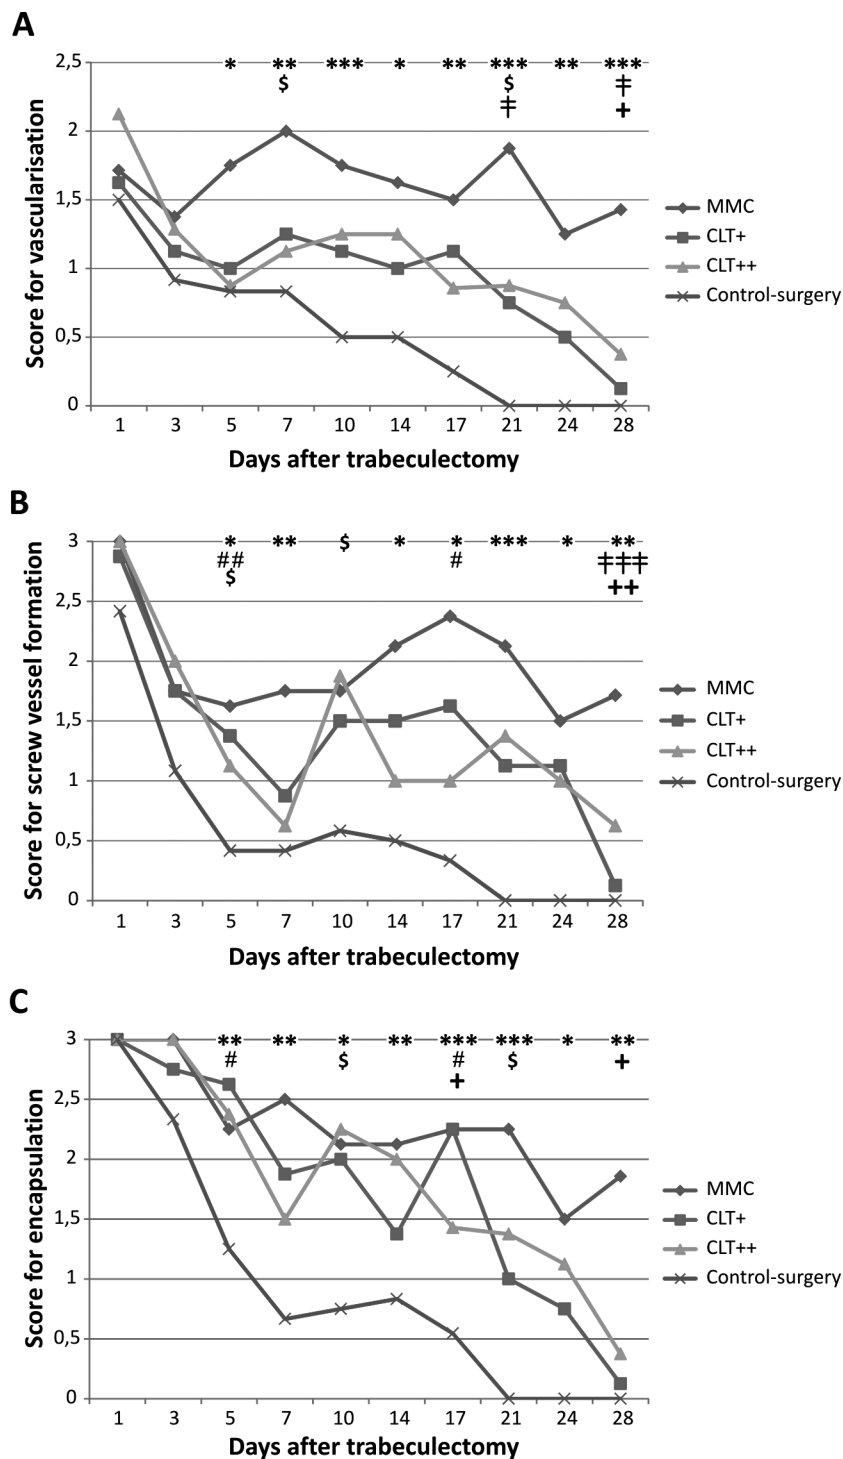 A
* ** *** * ** *** ** ***
$ $ ǂ
ǂ +
2,5
2
1,5
1
0,5
0
Score for vascularisation
1 3 5 7 10 14 17 21 24 28
Days after trabeculectomy
MMC
CLT+
CLT++
Control-surgery
B
* ** $ * * *** * **
## # ǂǂǂ
$ ++
3
2,5
2
1,5
1
0,5
0
Score for screw vessel formation
1 3 5 7 10 14 17 21 24 28
Days after trabeculectomy
MMC
CLT+
CLT++
Control-surgery
C
** ** * ** *** *** * **
# $ # $ +
+
3
2,5
2
1,5
1
0,5
0
Score for encapsulation
1 3 5 7 10 14 17 21 24 28
Days after trabeculectomy
MMC
CLT+
CLT++
Control-surgery